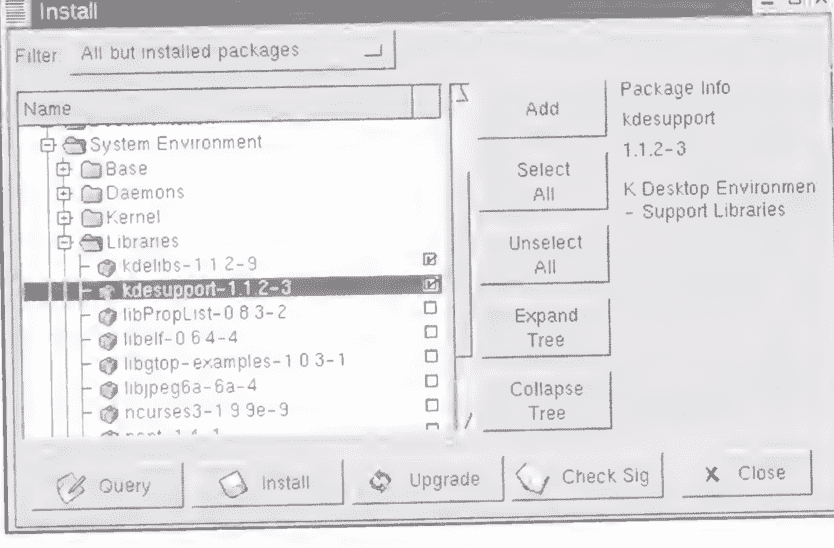 Install
Filter: All but installed packages
Name
System Environment
Base
Daemons
Kernel
Libraries
kdelibs-1 1 2-9
kdesupport-1.1.2-3
libPropList-0 8 3-2
libelf-0 6 4-4
libgtop-examples-1 0 3-1
libjpeg6a-6a-4
ncurses3-1 9 9e-9
Add
Select
All
Unselect
All
Expand
Tree
Collapse
Tree
Package Info
kdesupport
1.1.2-3
K Desktop Environmen
- Support Libraries
Query
Install
Upgrade
Check Sig
Close